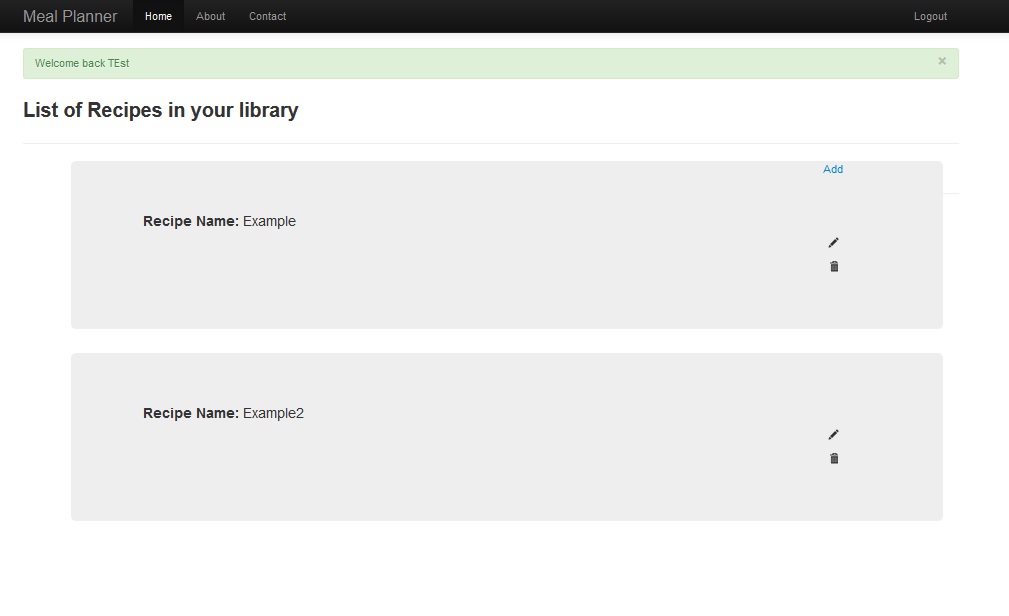 Meal Planner Home About Contact Logout
Welcome back TEst ×
List of Recipes in your library
Add
Recipe Name: Example
Recipe Name: Example2